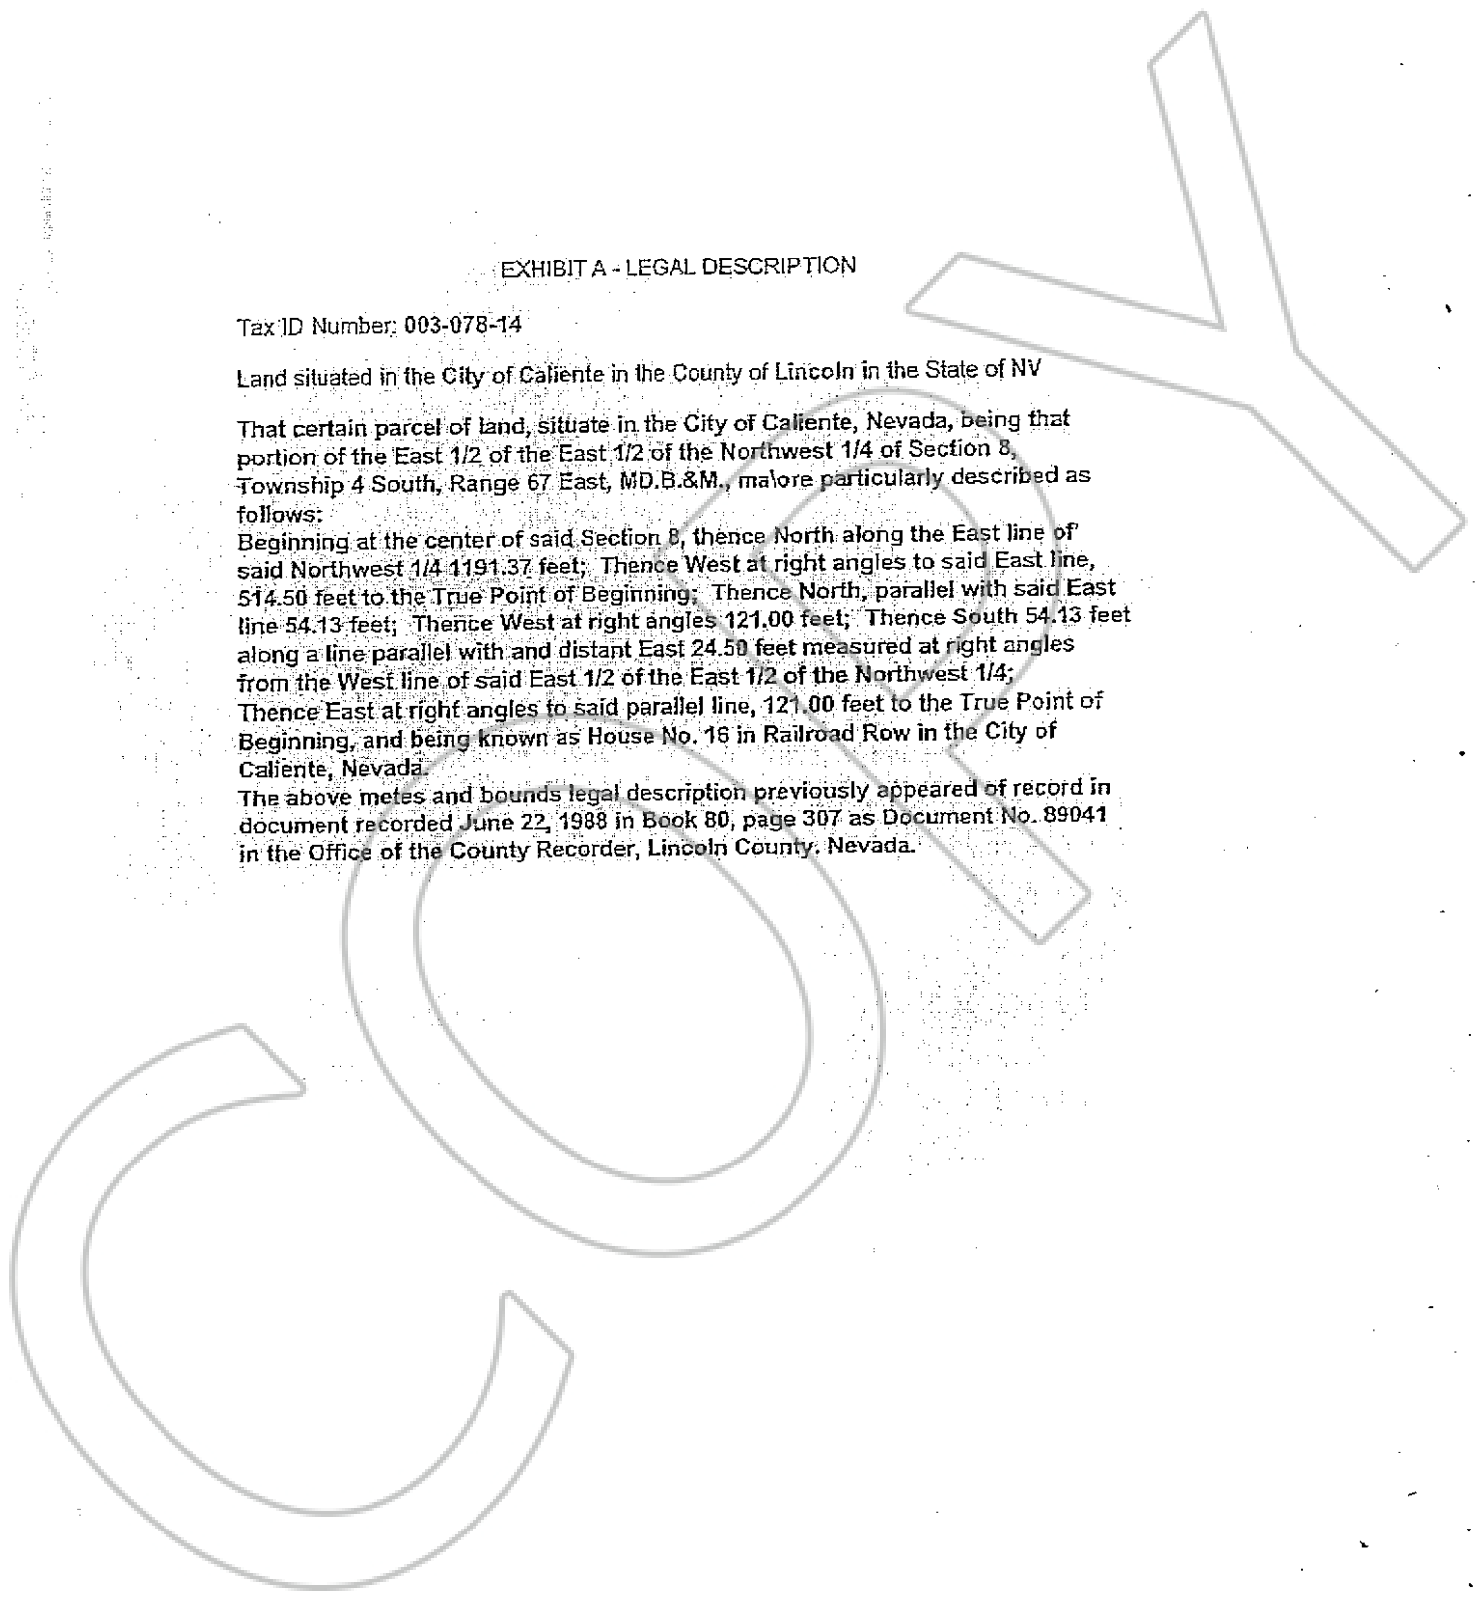 EXHIBIT A - LEGAL DESCRIPTION
Tax ID Number: 003-078-14
Land situated in the City of Caliente in the County of Lincoln in the State of NV
That certain parcel of land, situate in the City of Caliente, Nevada, being that
portion of the East 1/2 of the East 1/2 of the Northwest 1/4 of Section 8,
Township 4 South, Range 67 East, MD.B.&M., ma\ore particularly described as
follows:
Beginning at the center of said Section 8, thence North along the East line of
said Northwest 1/4 1191.37 feet; Thence West at right angles to said East line,
514.50 feet to the True Point of Beginning; Thence North, parallel with said East
line 54.13 feet; Thence West at right angles 121.00 feet; Thence South 54.13 feet
along a line parallel with and distant East 24.50 feet measured at right angles
from the West line of said East 1/2 of the East 1/2 of the Northwest 1/4;
Thence East at right angles to said parallel line, 121.00 feet to the True Point of
Beginning, and being known as House No. 16 in Railroad Row in the City of
Caliente, Nevada.
The above metes and bounds legal description previously appeared of record in
document recorded June 22, 1988 in Book 80, page 307 as Document No. 89041
in the Office of the County Recorder, Lincoln County, Nevada.
COPY